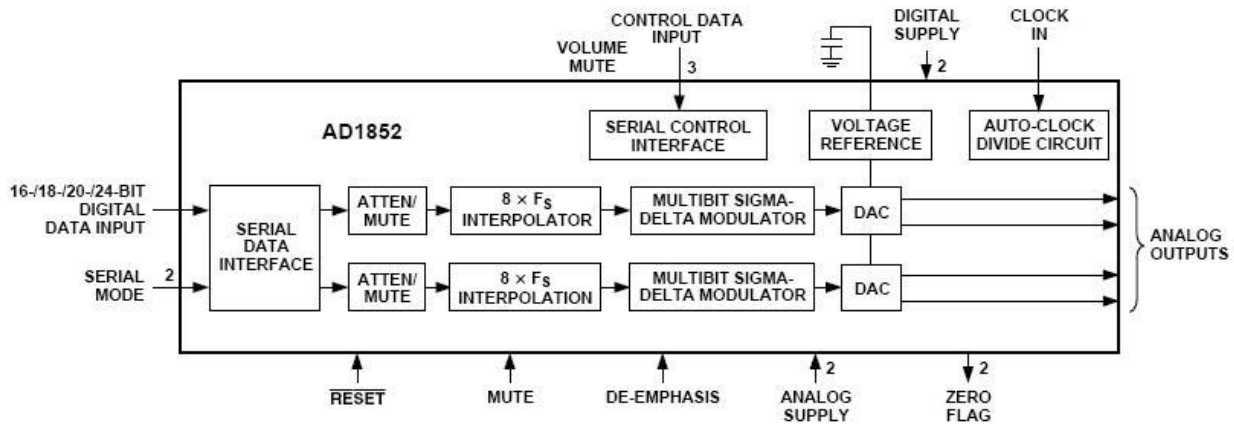 CONTROL DATA
INPUT
VOLUME
MUTE
3
DIGITAL
SUPPLY
2
CLOCK
IN
AD1852
SERIAL CONTROL
INTERFACE
VOLTAGE
REFERENCE
AUTO-CLOCK
DIVIDE CIRCUIT
16-/18-/20-/24-BIT
DIGITAL
DATA INPUT
SERIAL
MODE
2
SERIAL
DATA
INTERFACE
ATTEN/
MUTE
8 × FS
INTERPOLATOR
MULTIBIT SIGMA-
DELTA MODULATOR
DAC
ATTEN/
MUTE
8 × FS
INTERPOLATION
MULTIBIT SIGMA-
DELTA MODULATOR
DAC
ANALOG
OUTPUTS
RESET
MUTE
DE-EMPHASIS
2
ANALOG
SUPPLY
2
ZERO
FLAG